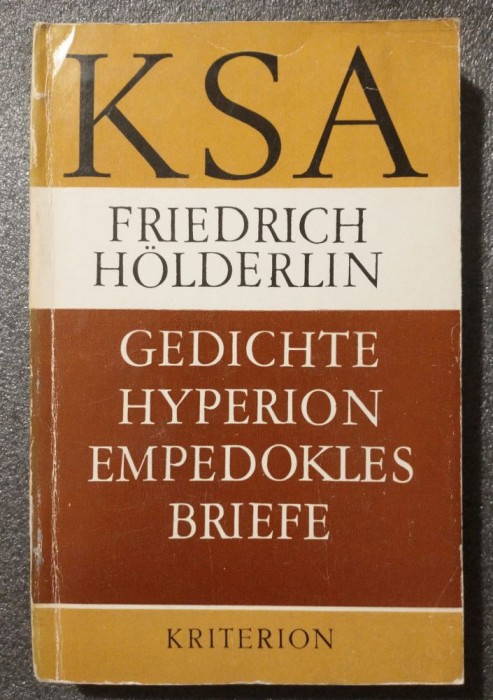 KSA
FRIEDRICH
HÖLDERLIN
GEDICHTE
HYPERION
EMPEDOKLES
BRIEFE
KRITERION